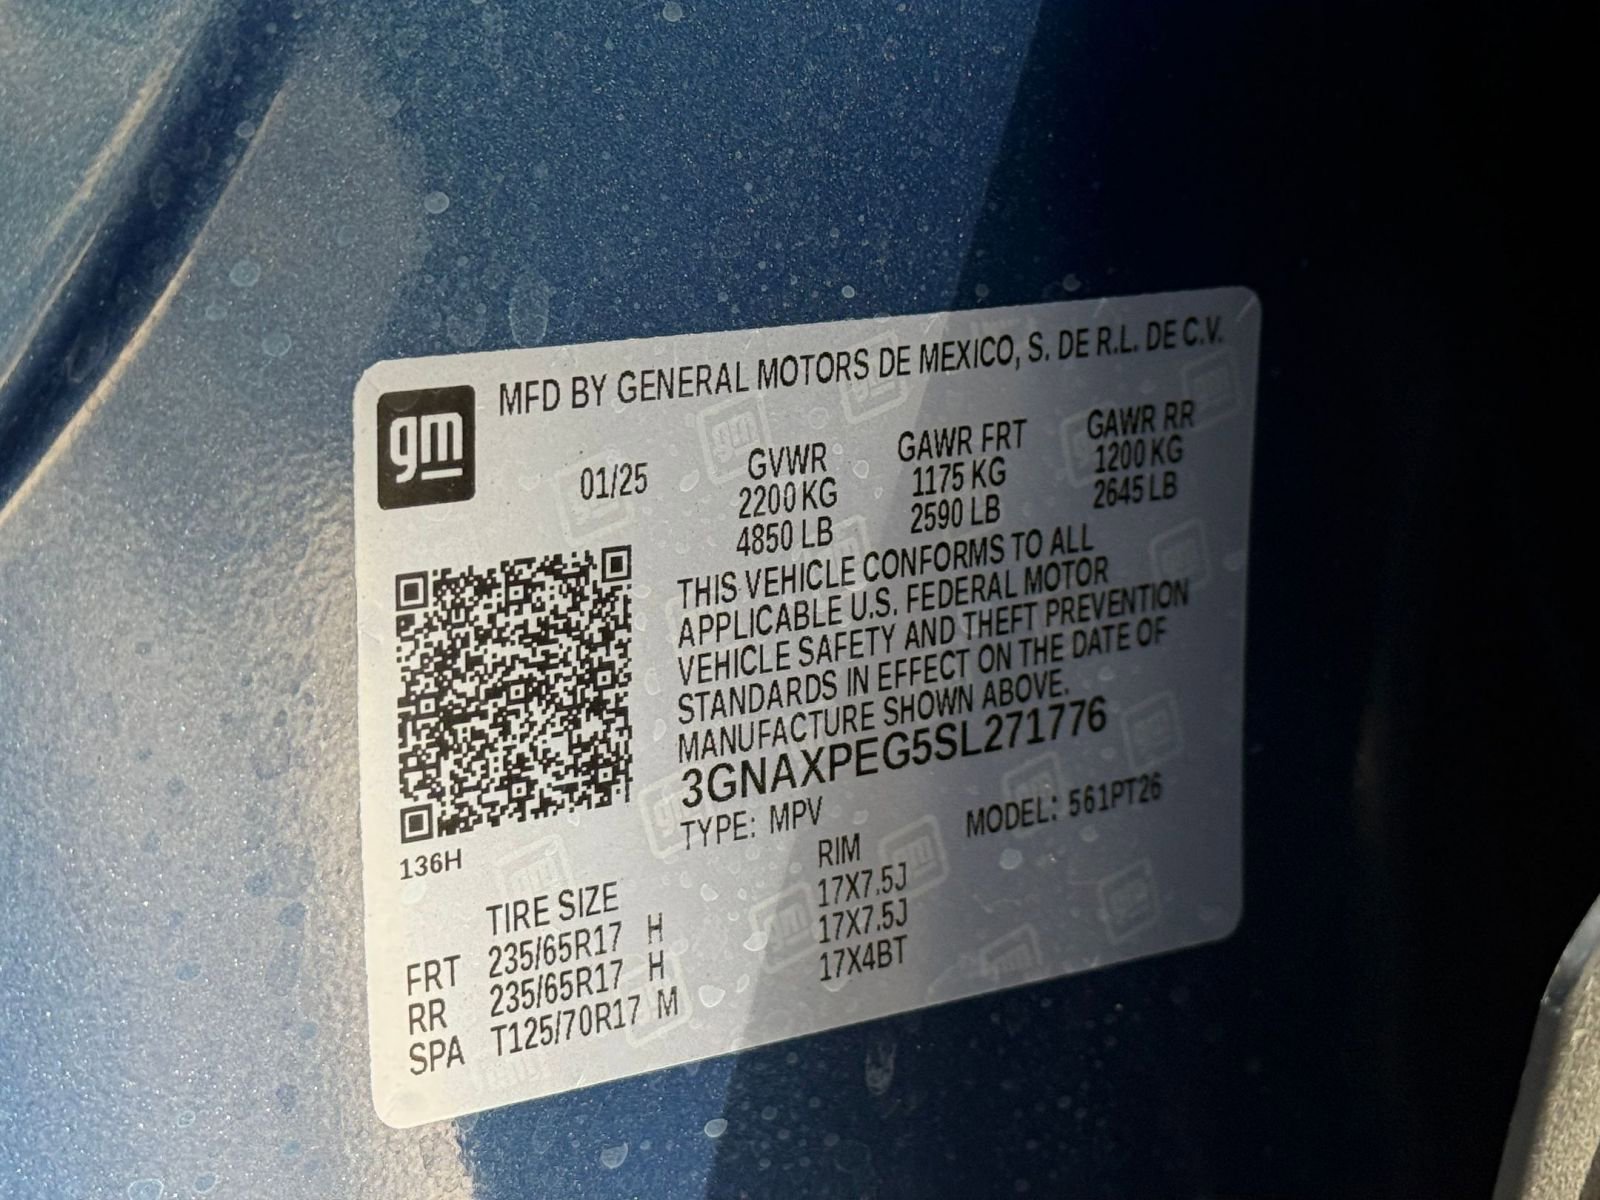 gm
MFD BY GENERAL MOTORS DE MEXICO, S. DE R.L. DE C.V.
01/25 GVWR GAWR FRT GAWR RR
2200 KG 1175 KG 1200 KG
4850 LB 2590 LB 2645 LB
THIS VEHICLE CONFORMS TO ALL
APPLICABLE U.S. FEDERAL MOTOR
VEHICLE SAFETY AND THEFT PREVENTION
STANDARDS IN EFFECT ON THE DATE OF
MANUFACTURE SHOWN ABOVE.
3GNAXPEG5SL271776
TYPE: MPV MODEL: 561PT26
136H
TIRE SIZE RIM
FRT 235/65R17 H 17X7.5J
RR 235/65R17 H 17X7.5J
SPA T125/70R17 M 17X4BT